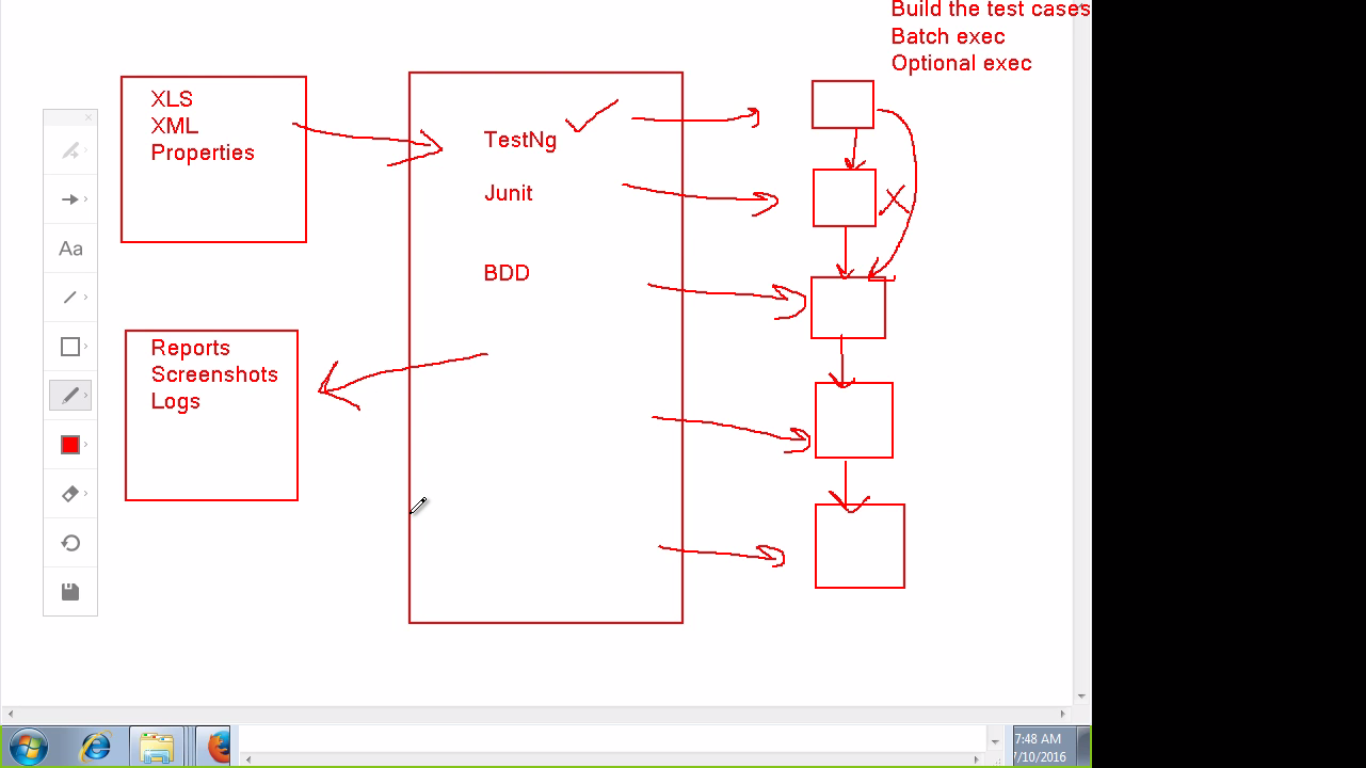 Build the test cases
Batch exec
Optional exec
XLS
XML
Properties
TestNg
Junit
BDD
Reports
Screenshots
Logs
Aa
7:48 AM
7/10/2016